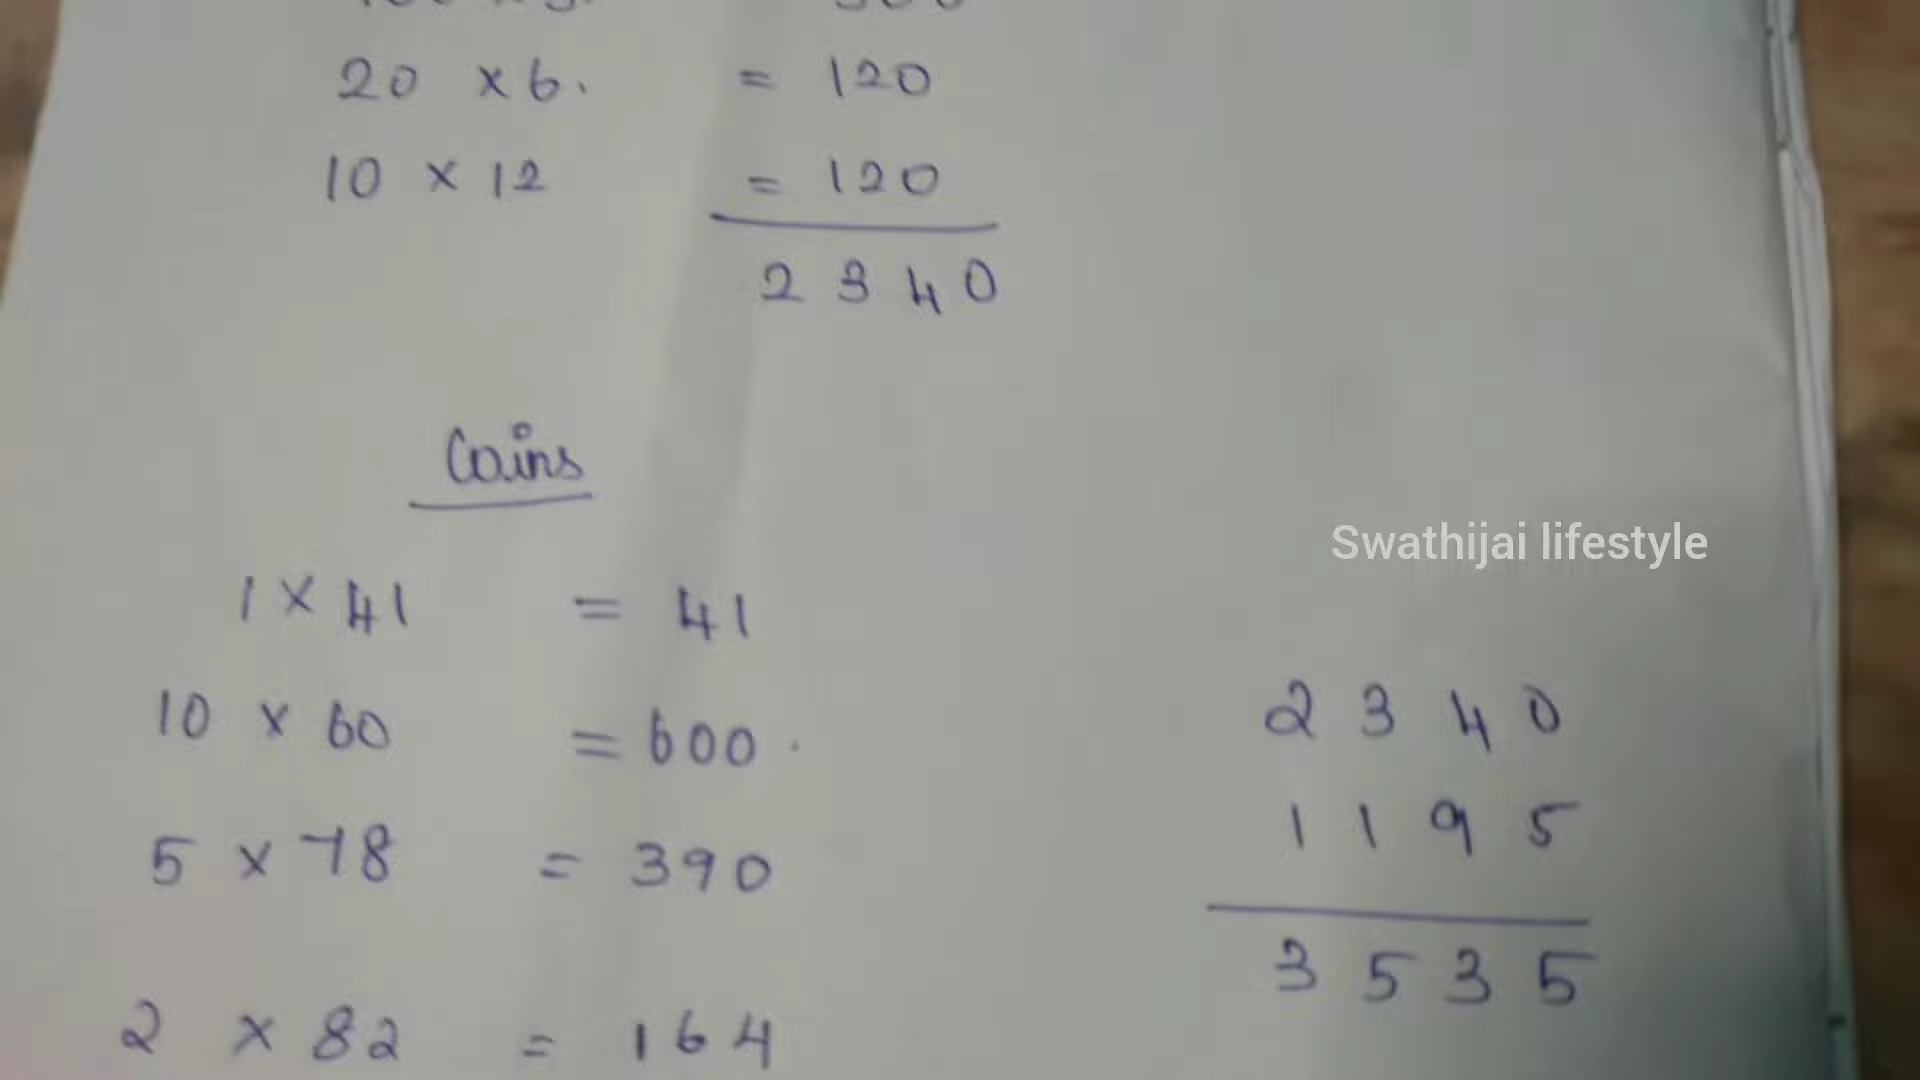 20 x 6. = 120
10 x 12 = 120
2340
Coins
1 x 41 = 41
10 x 60 = 600
5 x 78 = 390
2 x 82 = 164
Swathijai lifestyle
2340
1195
3535